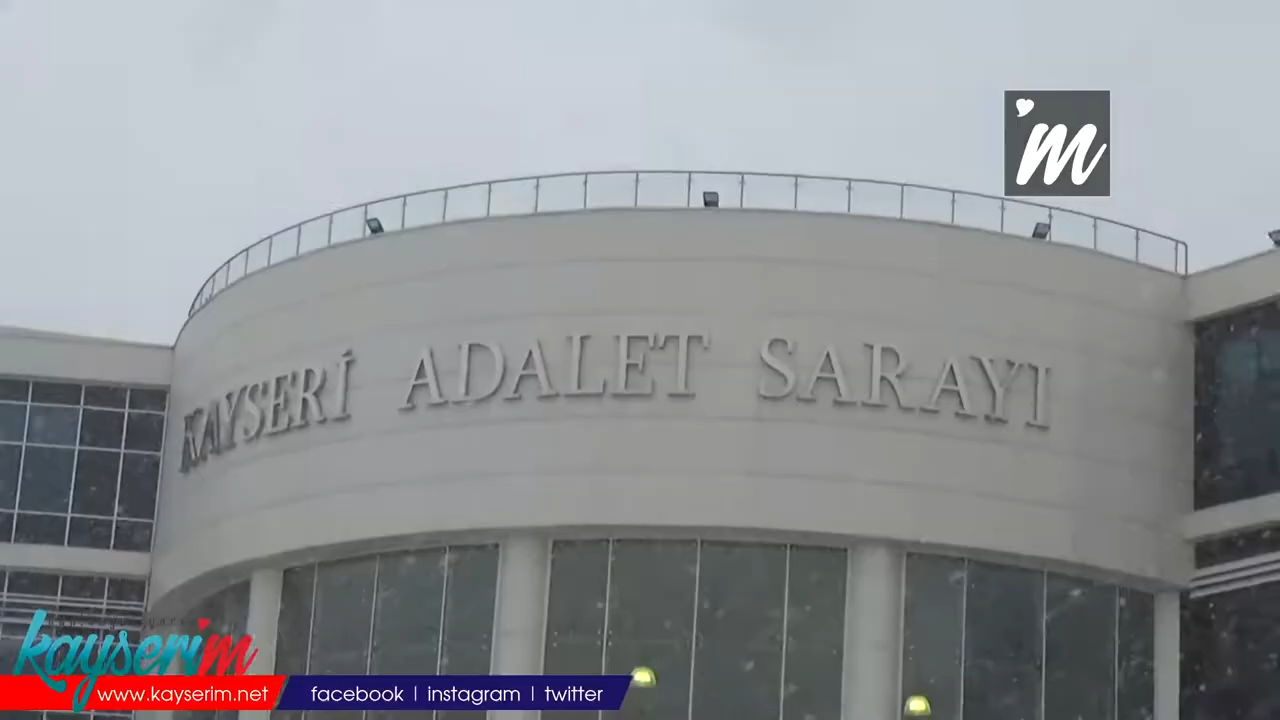 'm
KAYSERİ ADALET SARAYI
kayserim
www.kayserim.net
facebook | instagram | twitter